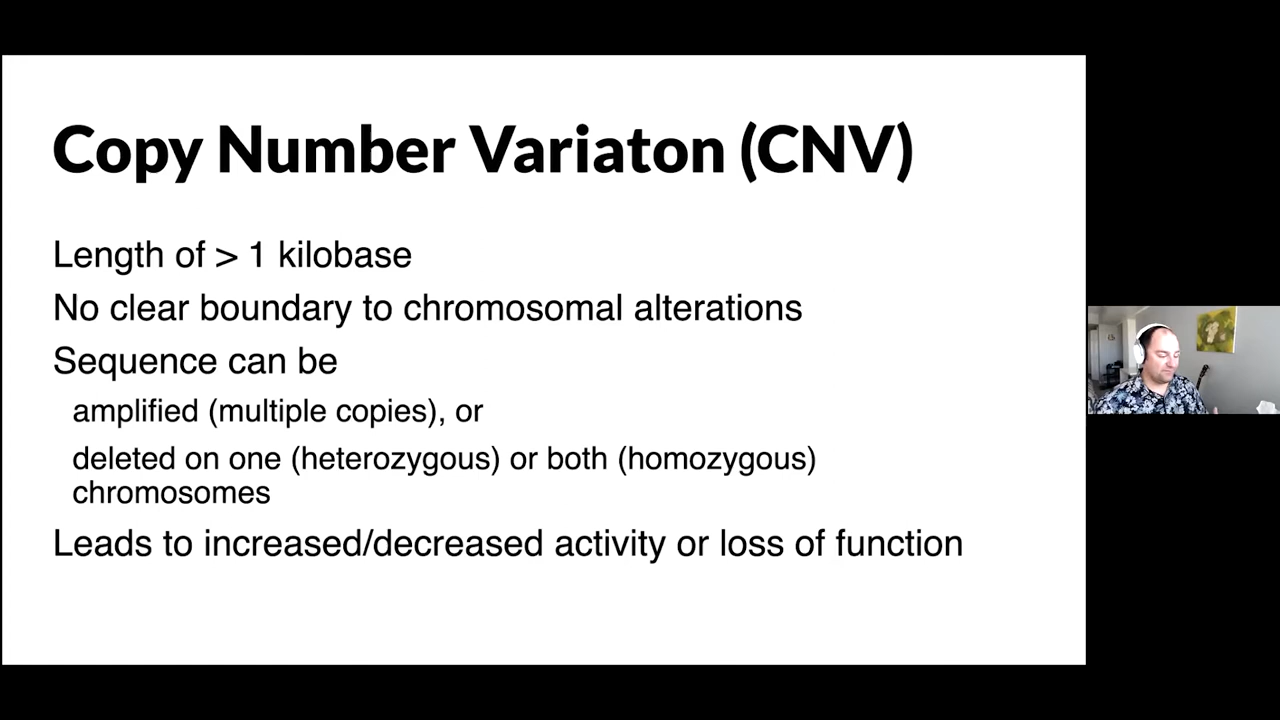 Copy Number Variaton (CNV)
Length of > 1 kilobase
No clear boundary to chromosomal alterations
Sequence can be
amplified (multiple copies), or
deleted on one (heterozygous) or both (homozygous)
chromosomes
Leads to increased/decreased activity or loss of function